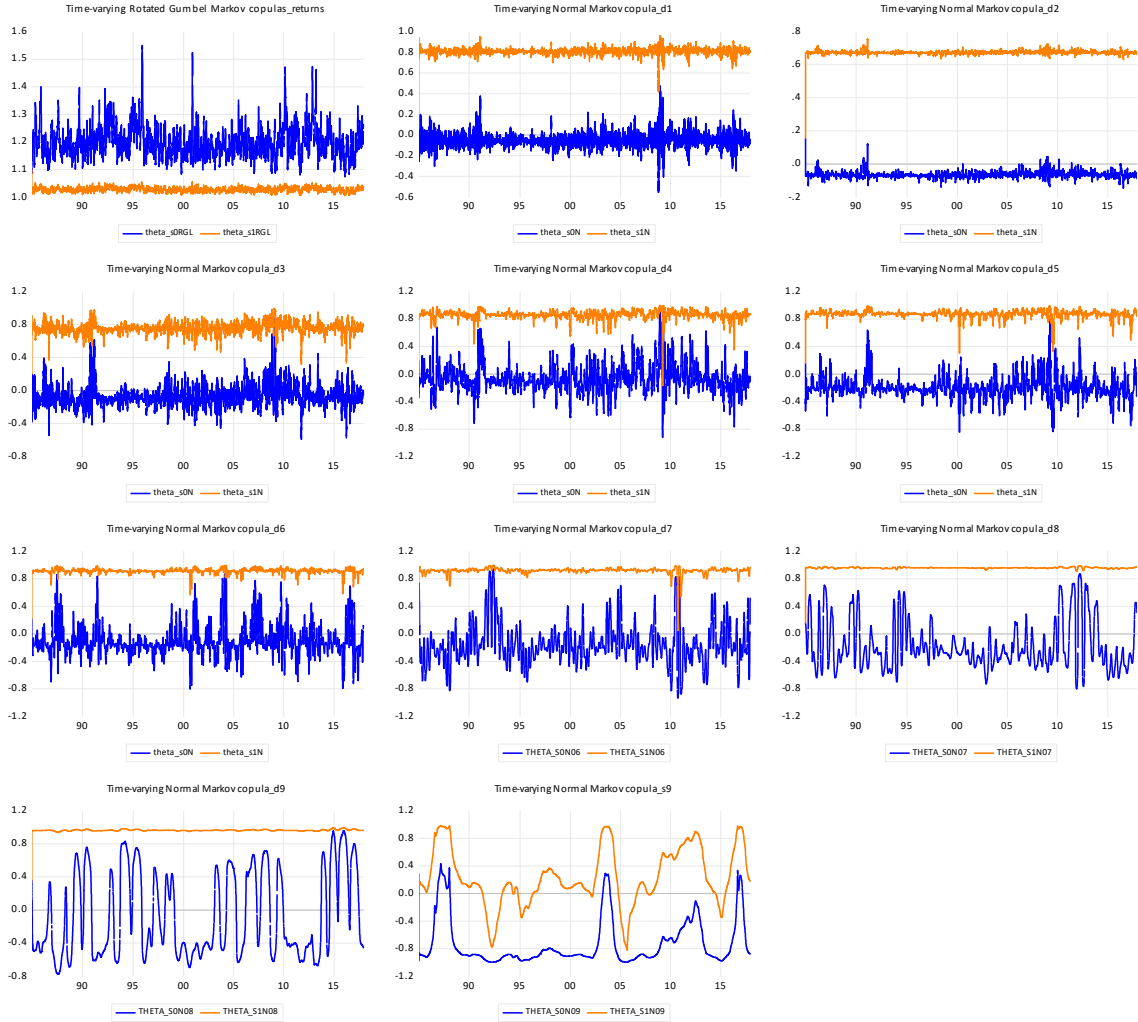 Time-varying Rotated Gumbel Markov copulas_returns
1.6
1.5
1.4
1.3
1.2
1.1
1.0
90 95 00 05 10 15
theta_s0RGL theta_s1RGL
Time-varying Normal Markov copula_d1
1.0
0.8
0.6
0.4
0.2
0.0
-0.2
-0.4
-0.6
90 95 00 05 10 15
theta_s0N theta_s1N
Time-varying Normal Markov copula_d2
.8
.6
.4
.2
.0
-.2
90 95 00 05 10 15
theta_s0N theta_s1N
Time-varying Normal Markov copula_d3
1.2
0.8
0.4
0.0
-0.4
-0.8
90 95 00 05 10 15
theta_s0N theta_s1N
Time-varying Normal Markov copula_d4
1.2
0.8
0.4
0.0
-0.4
-0.8
-1.2
90 95 00 05 10 15
theta_s0N theta_s1N
Time-varying Normal Markov copula_d5
1.2
0.8
0.4
0.0
-0.4
-0.8
-1.2
90 95 00 05 10 15
theta_s0N theta_s1N
Time-varying Normal Markov copula_d6
1.2
0.8
0.4
0.0
-0.4
-0.8
-1.2
90 95 00 05 10 15
theta_s0N theta_s1N
Time-varying Normal Markov copula_d7
1.2
0.8
0.4
0.0
-0.4
-0.8
-1.2
90 95 00 05 10 15
THETA_S0N06 THETA_S1N06
Time-varying Normal Markov copula_d8
1.2
0.8
0.4
0.0
-0.4
-0.8
-1.2
90 95 00 05 10 15
THETA_S0N07 THETA_S1N07
Time-varying Normal Markov copula_d9
1.2
0.8
0.4
0.0
-0.4
-0.8
90 95 00 05 10 15
THETA_S0N08 THETA_S1N08
Time-varying Normal Markov copula_s9
1.2
0.8
0.4
0.0
-0.4
-0.8
-1.2
90 95 00 05 10 15
THETA_S0N09 THETA_S1N09